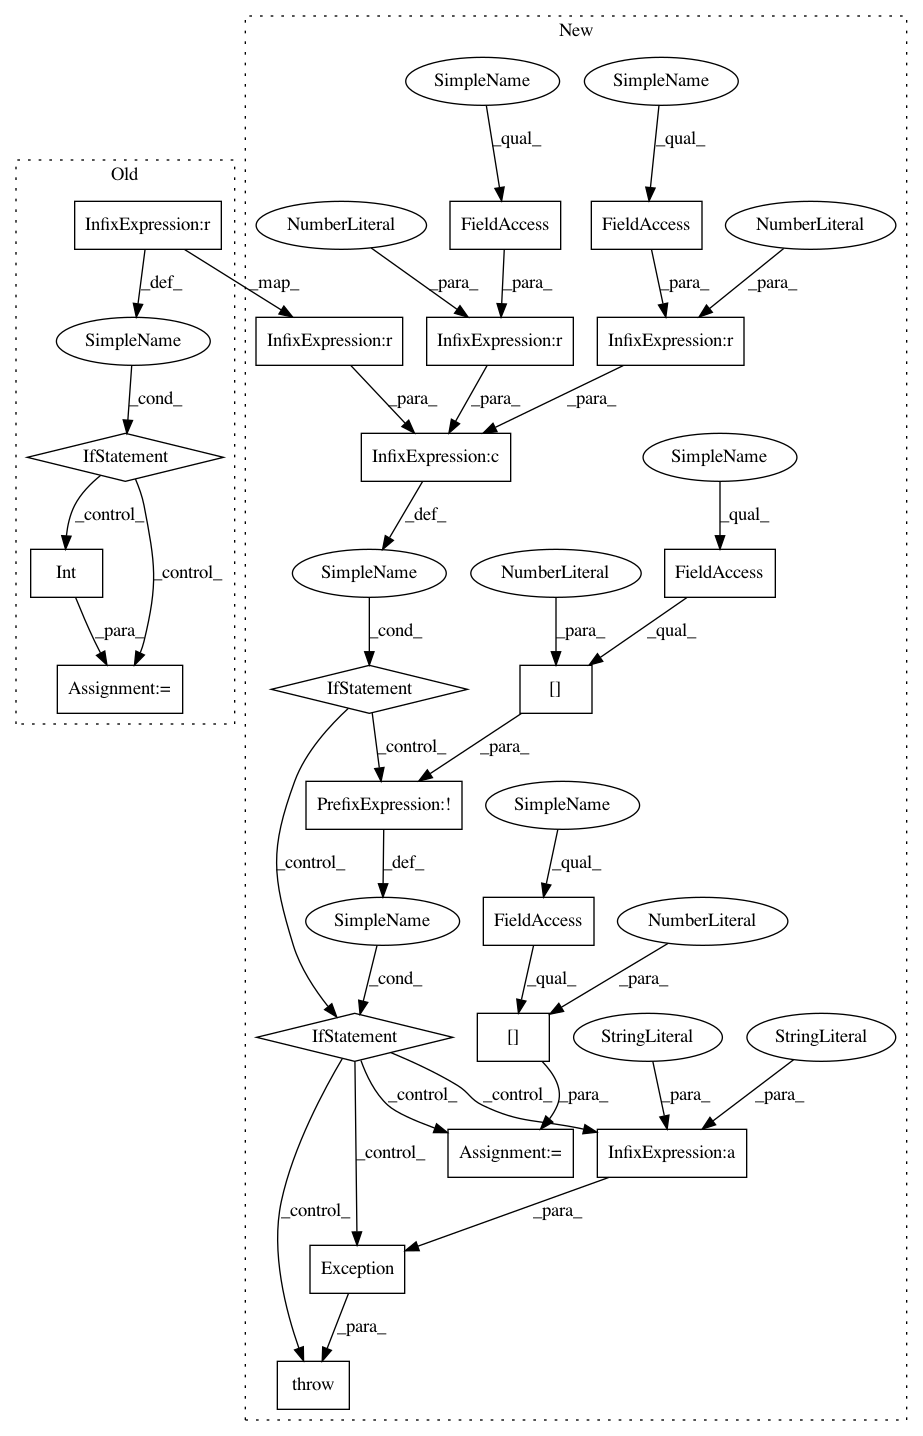 New
SimpleName
SimpleName
_qual_
_qual_
Old
InfixExpression:r
NumberLiteral
FieldAccess
FieldAccess
NumberLiteral
_def_
_map_
_para_
_para_
_para_
_para_
SimpleName
InfixExpression:r
InfixExpression:r
InfixExpression:r
_cond_
_para_
_para_
_para_
IfStatement
InfixExpression:c
SimpleName
_control_
_def_
_qual_
Int
_control_
SimpleName
NumberLiteral
FieldAccess
_para_
_cond_
_para_
_qual_
Assignment:=
IfStatement
[]
_control_
_para_
PrefixExpression:!
SimpleName
_control_
_def_
_qual_
SimpleName
FieldAccess
NumberLiteral
_cond_
_qual_
_para_
IfStatement
[]
StringLiteral
StringLiteral
_control_
_control_
_para_
_para_
_para_
_control_
Assignment:=
InfixExpression:a
_control_
_para_
Exception
_para_
throw